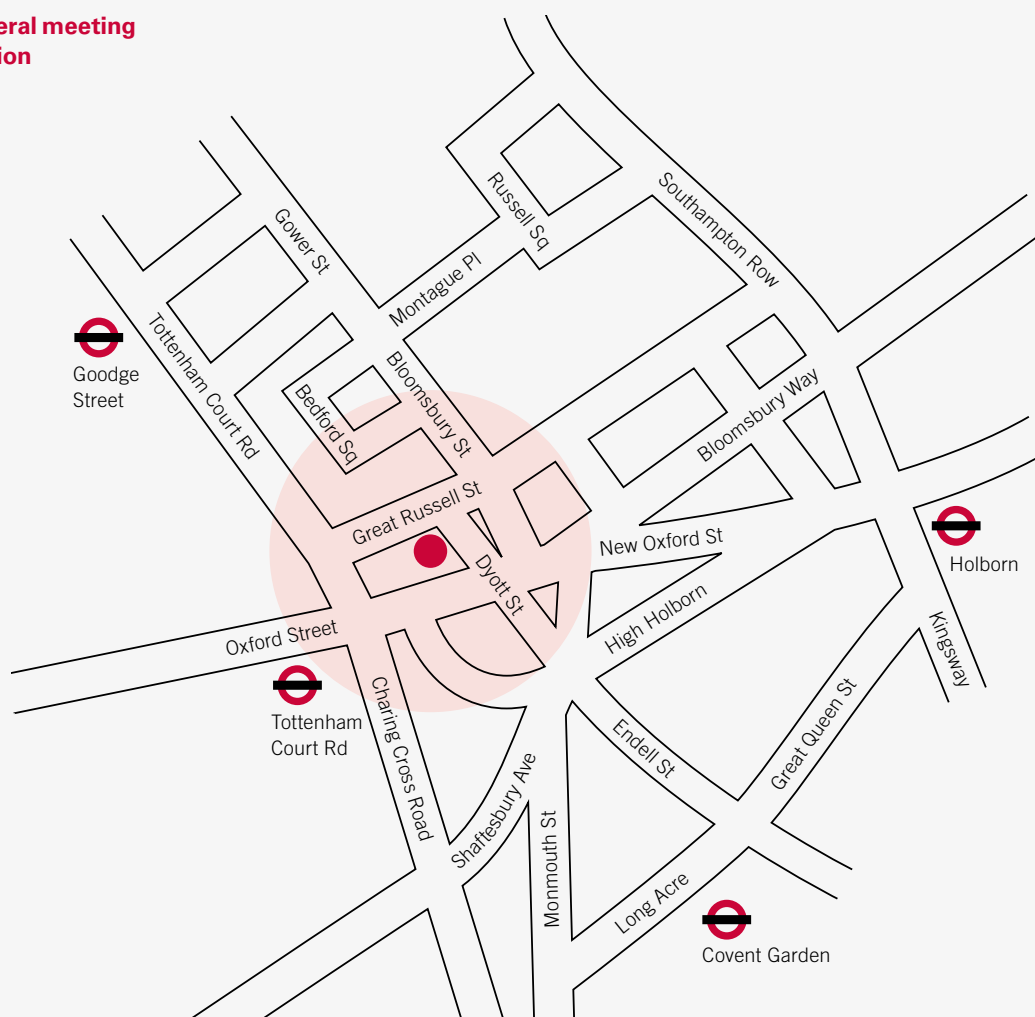 eral meeting
ion
Southampton Row
Russell Sq
Gower St
Montague Pl
Tottenham Court Rd
Goodge
Street
Bloomsbury St
Bedford Sq
Bloomsbury Way
Great Russell St
New Oxford St
Holborn
Dyott St
High Holborn
Oxford Street
Kingsway
Tottenham
Court Rd
Charing Cross Road
Endell St
Great Queen St
Shaftesbury Ave
Monmouth St
Long Acre
Covent Garden